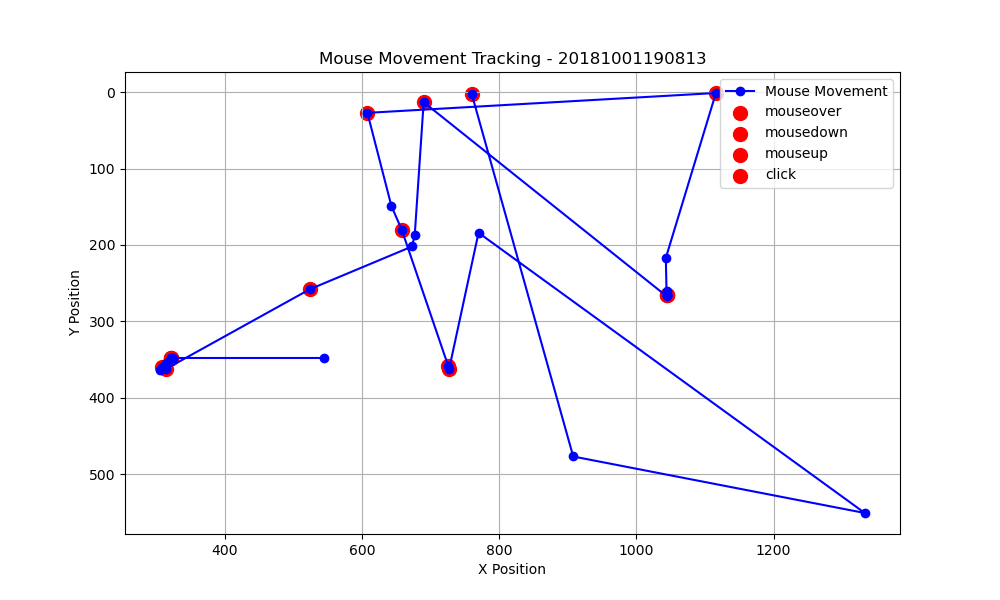 Mouse Movement Tracking - 20181001190813
Mouse Movement
mouseover
mousedown
mouseup
click
0
100
200
300
400
500
Y Position
400
600
800
1000
1200
X Position